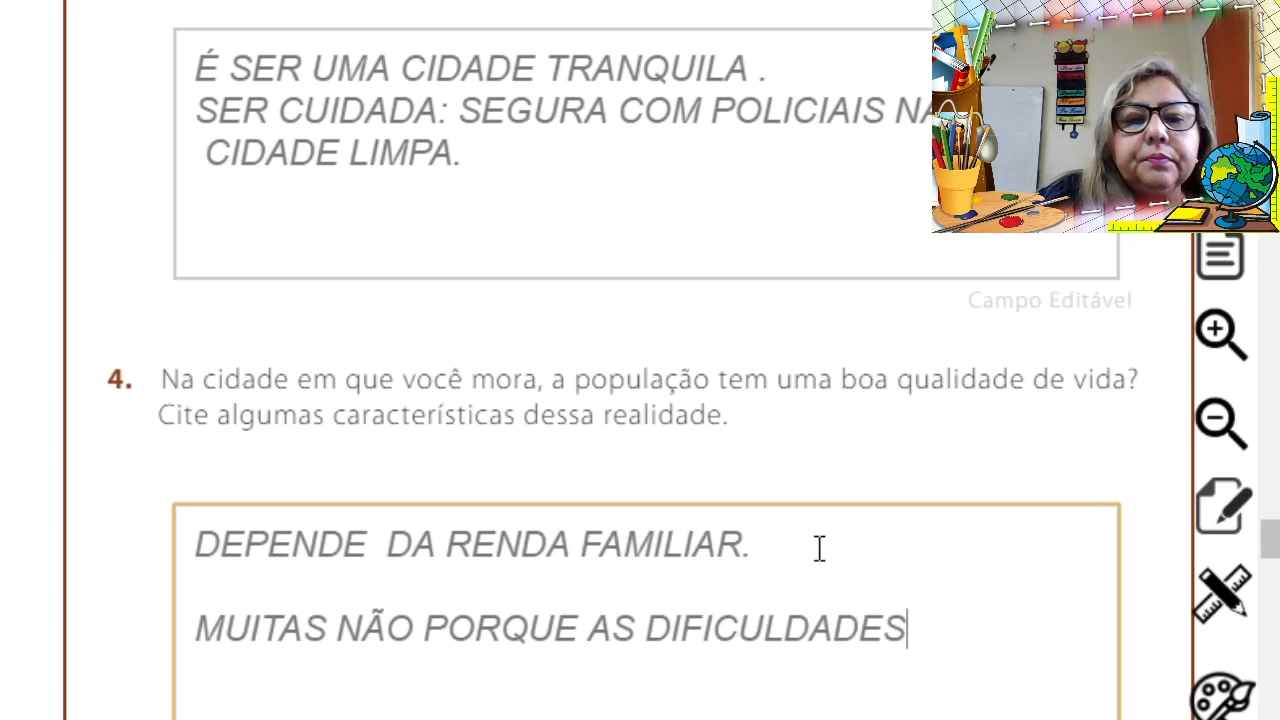 É SER UMA CIDADE TRANQUILA .
SER CUIDADA: SEGURA COM POLICIAIS
CIDADE LIMPA.
Campo Editável
4. Na cidade em que você mora, a população tem uma boa qualidade de vida?
Cite algumas características dessa realidade.
DEPENDE DA RENDA FAMILIAR.
MUITAS NÃO PORQUE AS DIFICULDADES